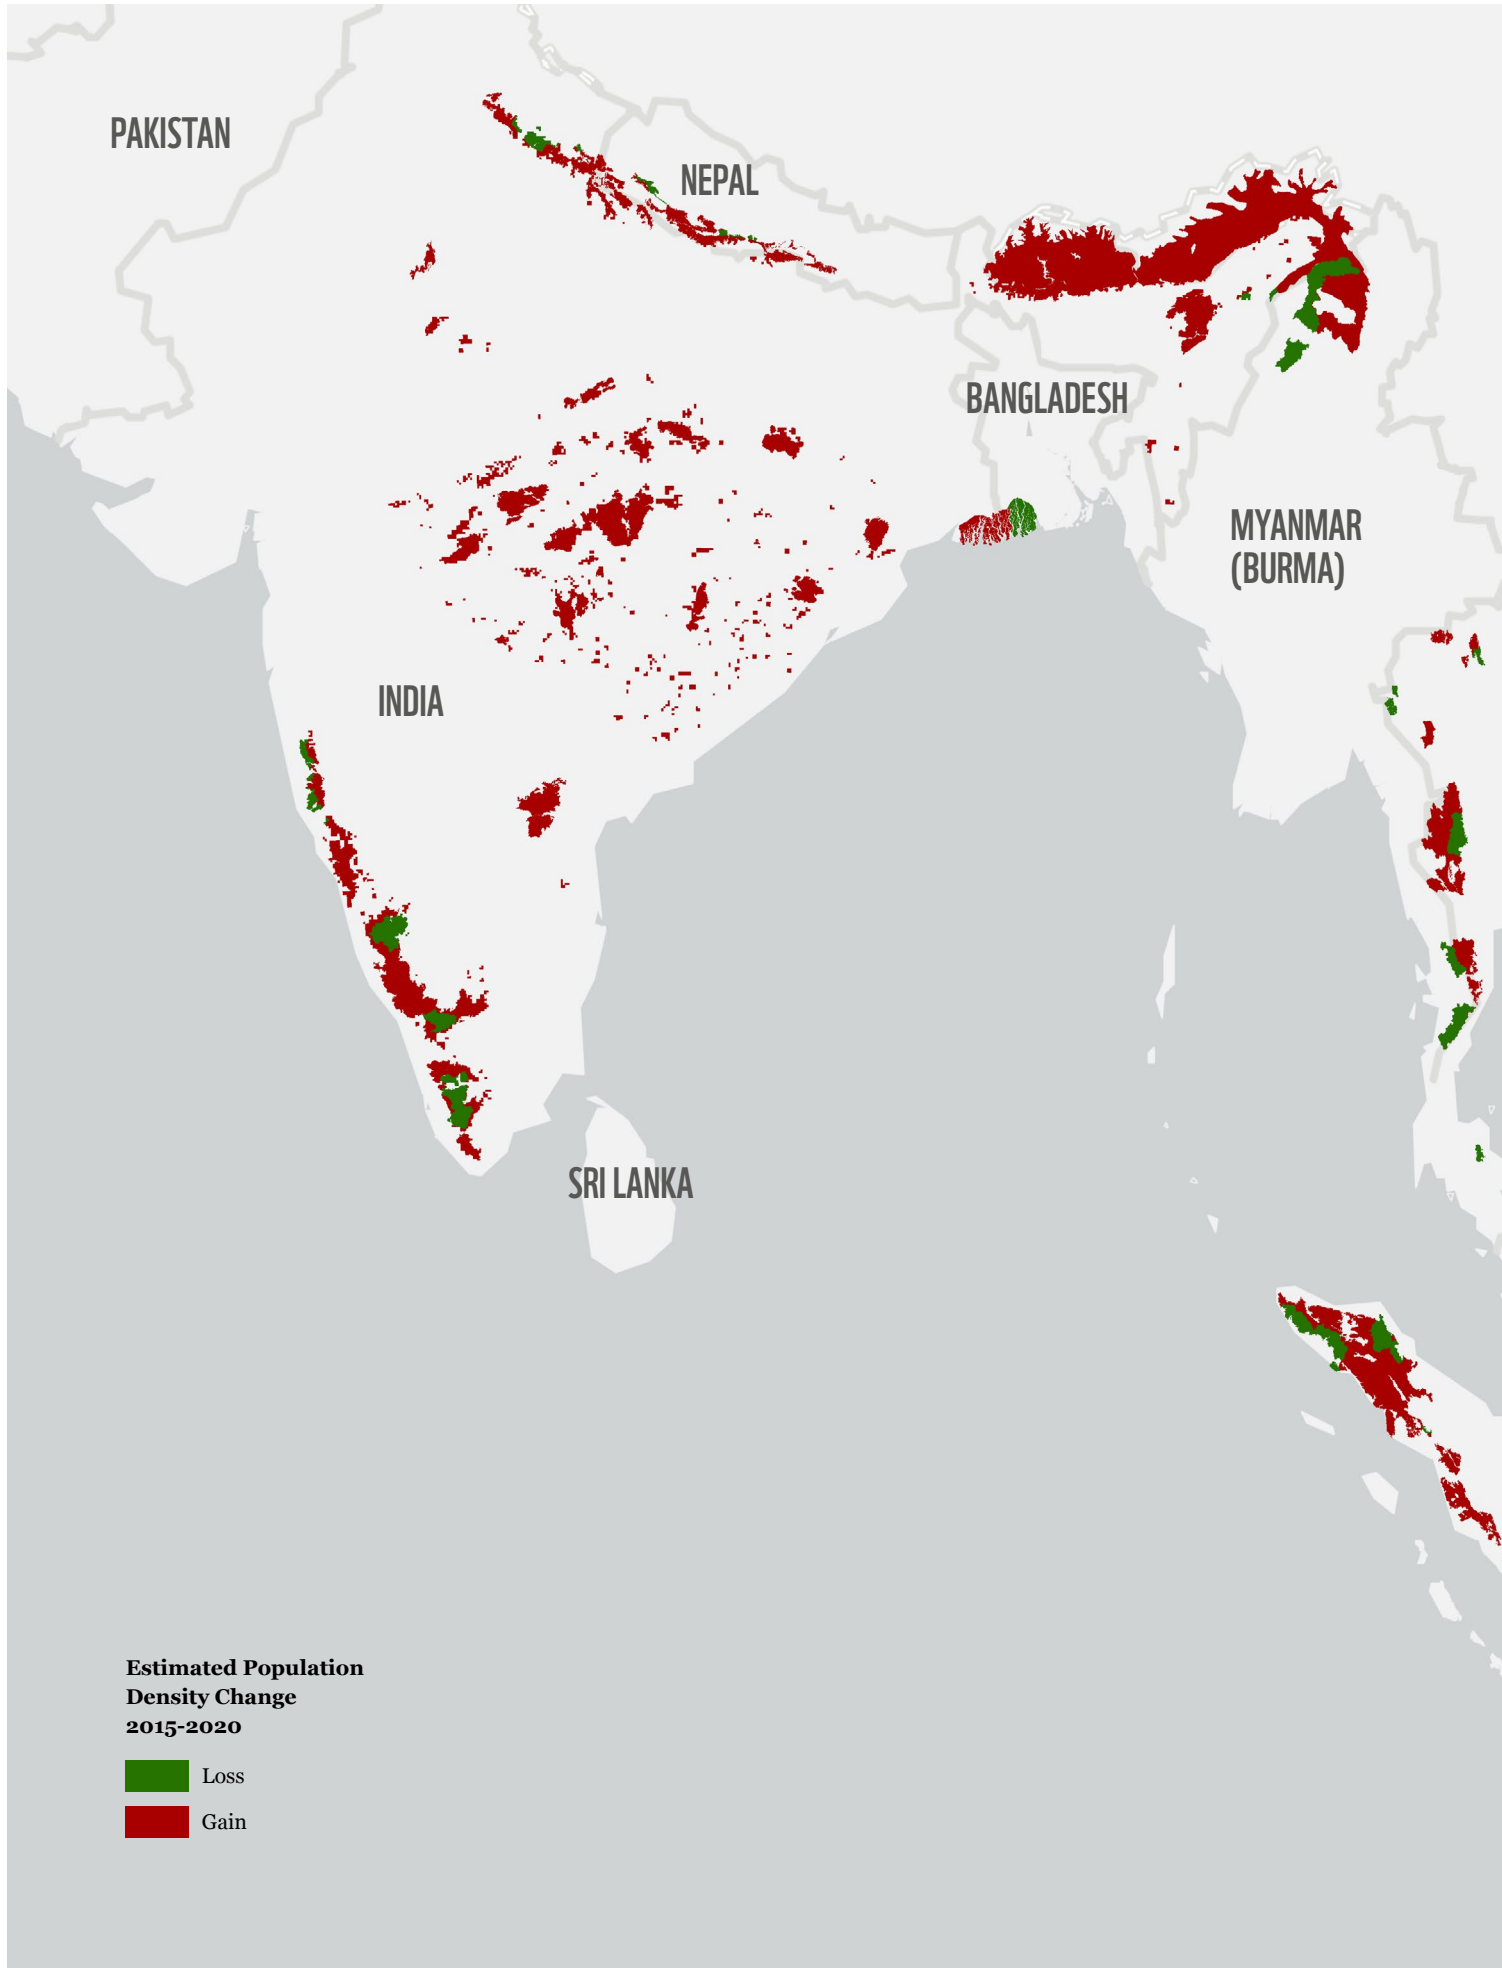 PAKISTAN
NEPAL
BANGLADESH
MYANMAR
(BURMA)
INDIA
SRI LANKA
Estimated Population
Density Change
2015-2020
Loss
Gain